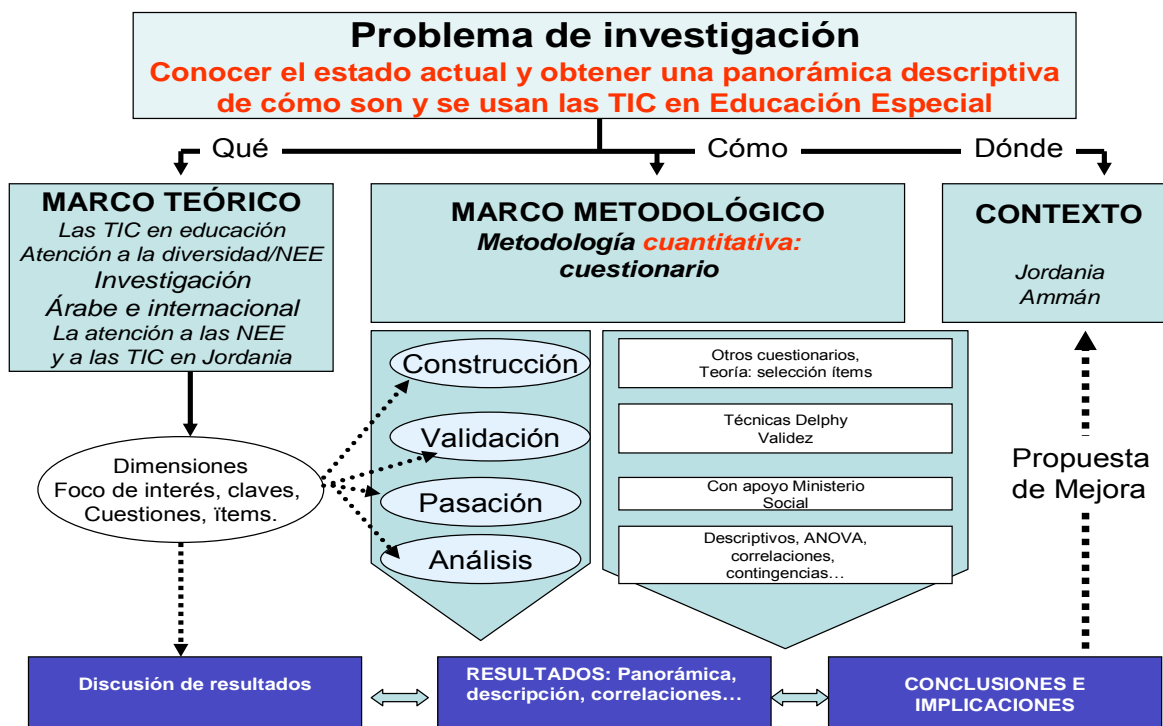 Problema de investigación
Conocer el estado actual y obtener una panorámica descriptiva
de cómo son y se usan las TIC en Educación Especial
Qué
Cómo
Dónde
MARCO TEÓRICO
Las TIC en educación
Atención a la diversidad/NEE
Investigación
Árabe e internacional
La atención a las NEE
y a las TIC en Jordania
MARCO METODOLÓGICO
Metodología cuantitativa:
cuestionario
CONTEXTO
Jordania
Ammán
Construcción
Otros cuestionarios,
Teoría: selección ítems
Validación
Técnicas Delphy
Validez
Pasación
Con apoyo Ministerio
Social
Análisis
Descriptivos, ANOVA,
correlaciones,
contingencias…
Dimensiones
Foco de interés, claves,
Cuestiones, ïtems.
Propuesta
de Mejora
Discusión de resultados
RESULTADOS: Panorámica,
descripción, correlaciones…
CONCLUSIONES E
IMPLICACIONES